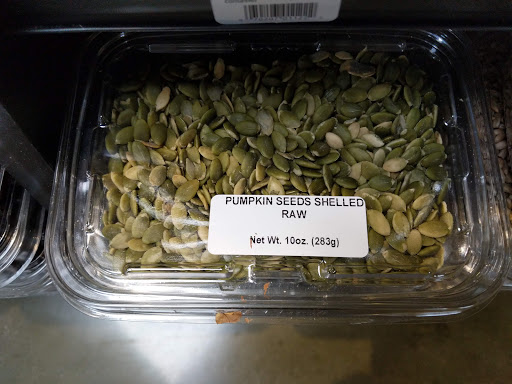 PUMPKIN SEEDS SHELLED
RAW
Net Wt. 10oz. (283g)